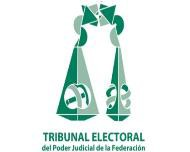 TRIBUNAL ELECTORAL
del Poder Judicial de la Federación